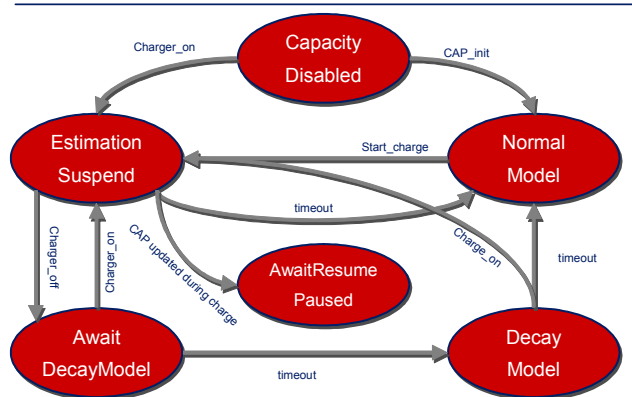 Capacity
Disabled
Charger_on
CAP_init
Estimation
Suspend
Start_charge
Normal
Model
timeout
Charger_off
Charger_on
CAP updated during charge
AwaitResume
Paused
Charge_on
timeout
Await
DecayModel
timeout
Decay
Model